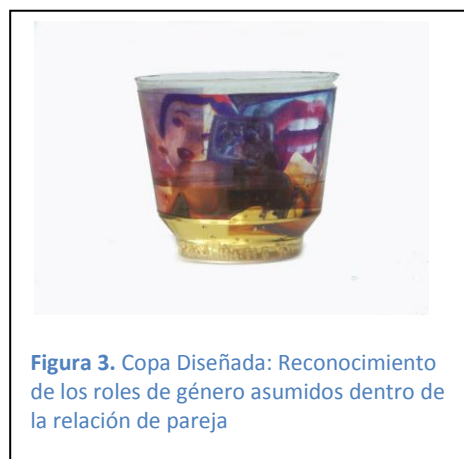 Figura 3. Copa Diseñada: Reconocimiento
de los roles de género asumidos dentro de
la relación de pareja